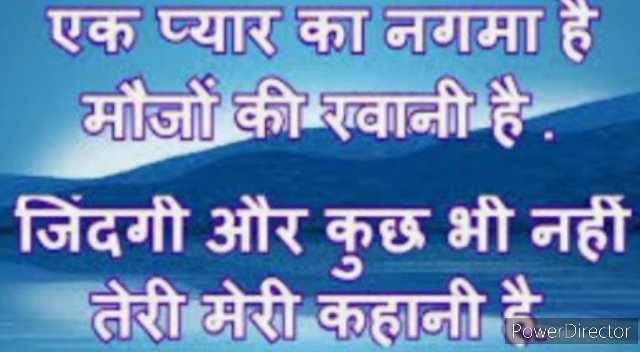 एक प्यार का नगमा है
मौजों की रवानी है .
जिंदगी और कुछ भी नहीं
तेरी मेरी कहानी है
PowerDirector